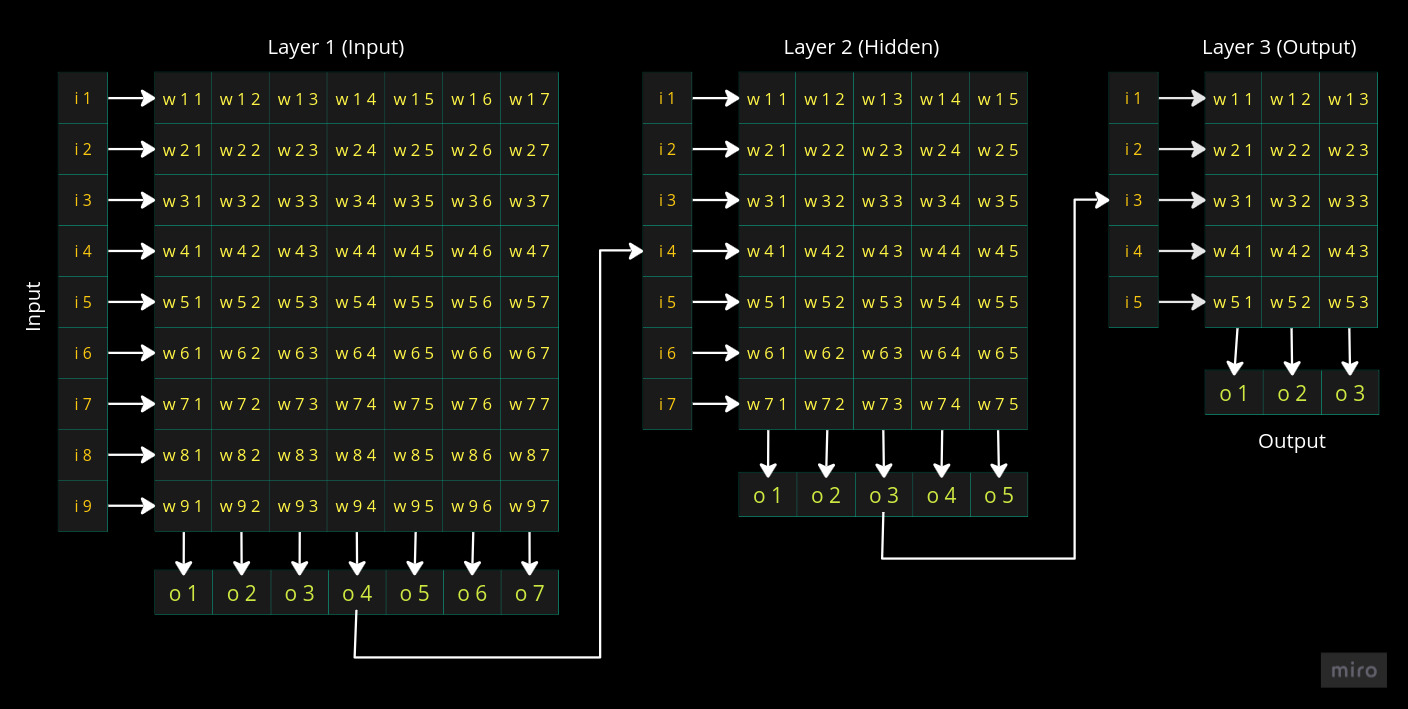 Layer 1 (Input)
Layer 2 (Hidden)
Layer 3 (Output)
Input
i 1 w 1 1 w 1 2 w 1 3 w 1 4 w 1 5 w 1 6 w 1 7
i 2 w 2 1 w 2 2 w 2 3 w 2 4 w 2 5 w 2 6 w 2 7
i 3 w 3 1 w 3 2 w 3 3 w 3 4 w 3 5 w 3 6 w 3 7
i 4 w 4 1 w 4 2 w 4 3 w 4 4 w 4 5 w 4 6 w 4 7
i 5 w 5 1 w 5 2 w 5 3 w 5 4 w 5 5 w 5 6 w 5 7
i 6 w 6 1 w 6 2 w 6 3 w 6 4 w 6 5 w 6 6 w 6 7
i 7 w 7 1 w 7 2 w 7 3 w 7 4 w 7 5 w 7 6 w 7 7
i 8 w 8 1 w 8 2 w 8 3 w 8 4 w 8 5 w 8 6 w 8 7
i 9 w 9 1 w 9 2 w 9 3 w 9 4 w 9 5 w 9 6 w 9 7
o 1 o 2 o 3 o 4 o 5 o 6 o 7
i 1 w 1 1 w 1 2 w 1 3 w 1 4 w 1 5
i 2 w 2 1 w 2 2 w 2 3 w 2 4 w 2 5
i 3 w 3 1 w 3 2 w 3 3 w 3 4 w 3 5
i 4 w 4 1 w 4 2 w 4 3 w 4 4 w 4 5
i 5 w 5 1 w 5 2 w 5 3 w 5 4 w 5 5
i 6 w 6 1 w 6 2 w 6 3 w 6 4 w 6 5
i 7 w 7 1 w 7 2 w 7 3 w 7 4 w 7 5
o 1 o 2 o 3 o 4 o 5
i 1 w 1 1 w 1 2 w 1 3
i 2 w 2 1 w 2 2 w 2 3
i 3 w 3 1 w 3 2 w 3 3
i 4 w 4 1 w 4 2 w 4 3
i 5 w 5 1 w 5 2 w 5 3
o 1 o 2 o 3
Output
miro